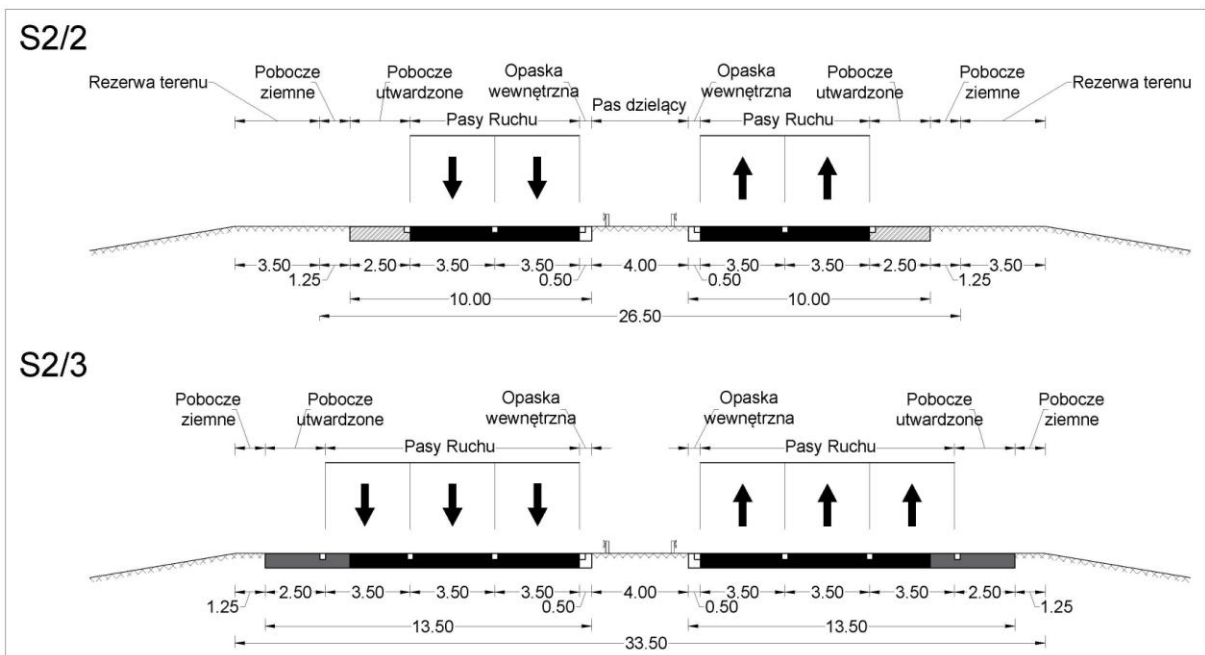 S2/2
Rezerwa terenu
Pobocze
ziemne
Pobocze
utwardzone
Opaska
wewnętrzna
Pas dzielący
Opaska
wewnętrzna
Pobocze
utwardzone
Pobocze
ziemne
Rezerwa terenu
Pasy Ruchu
Pasy Ruchu
3.50 2.50 3.50 3.50 4.00 3.50 3.50 2.50 3.50
1.25 0.50 0.50 1.25
10.00 10.00
26.50
S2/3
Pobocze
ziemne
Pobocze
utwardzone
Opaska
wewnętrzna
Opaska
wewnętrzna
Pobocze
utwardzone
Pobocze
ziemne
Pasy Ruchu
Pasy Ruchu
2.50 3.50 3.50 3.50 4.00 3.50 3.50 3.50 2.50
1.25 0.50 0.50 1.25
13.50 13.50
33.50